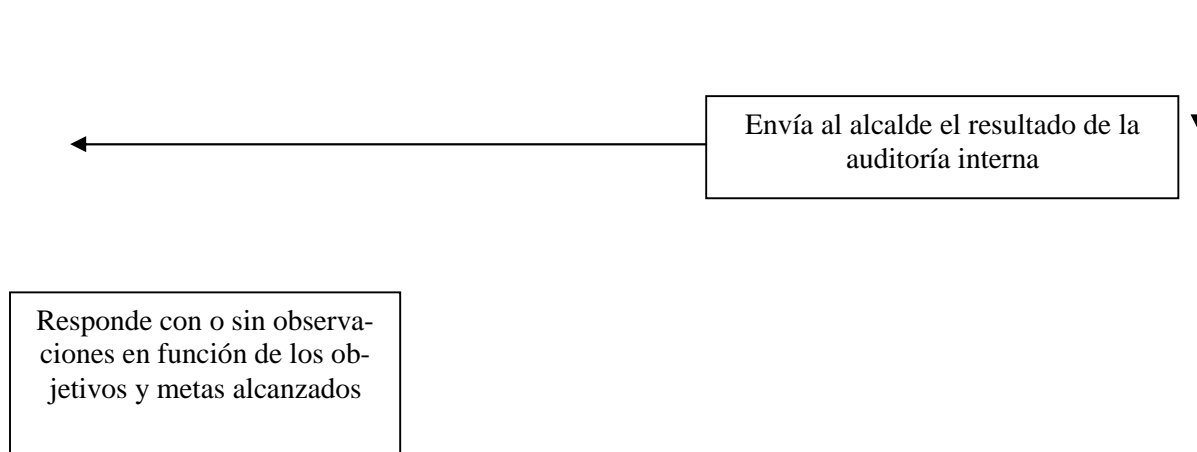 Envía al alcalde el resultado de la
auditoría interna
Responde con o sin observa-
ciones en función de los ob-
jetivos y metas alcanzados